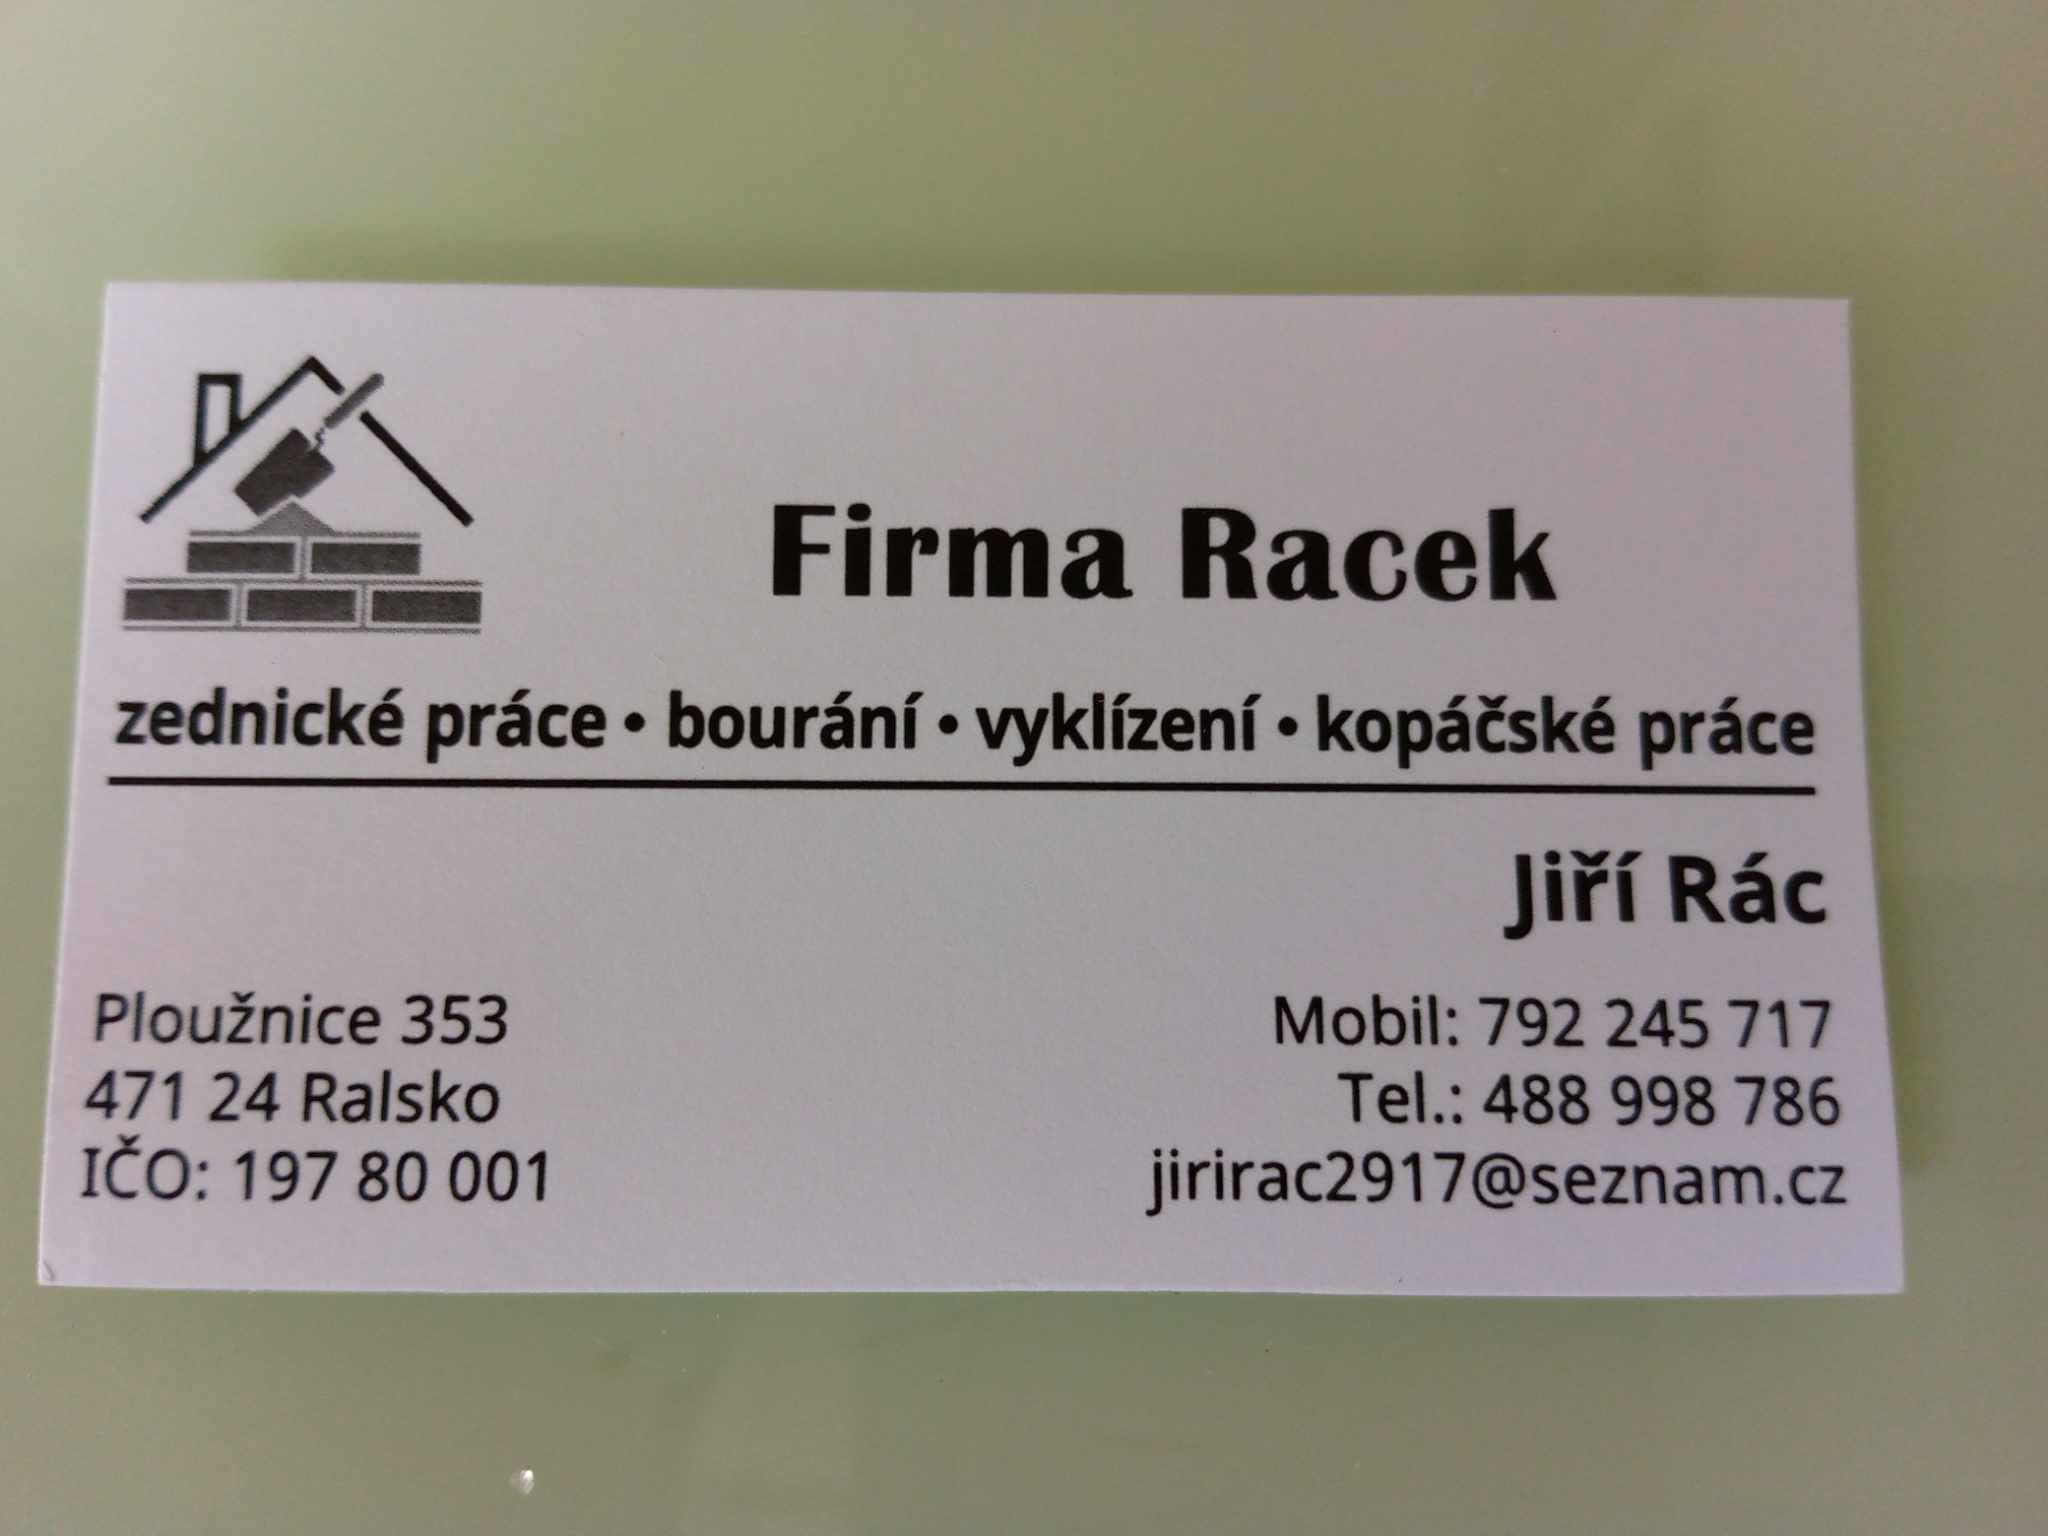 Firma Racek
zednické práce • bourání • vyklízení • kopáčské práce
Jiří Rác
Ploužnice 353
471 24 Ralsko
IČO: 197 80 001
Mobil: 792 245 717
Tel.: 488 998 786
jirirac2917@seznam.cz